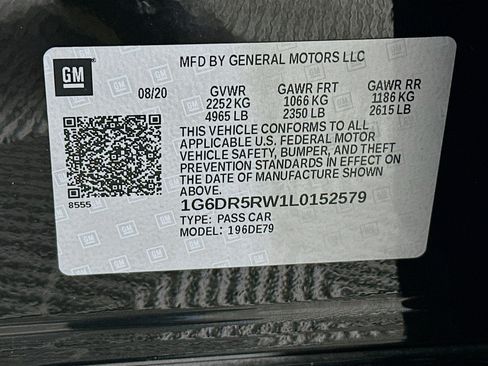 GM
MFD BY GENERAL MOTORS LLC
08/20 GVWR GAWR FRT GAWR RR
2252 KG 1066 KG 1186 KG
4965 LB 2350 LB 2615 LB
THIS VEHICLE CONFORMS TO ALL
APPLICABLE U.S. FEDERAL MOTOR
VEHICLE SAFETY, BUMPER, AND THEFT
PREVENTION STANDARDS IN EFFECT ON
THE DATE OF MANUFACTURE SHOWN
ABOVE.
8555
1G6DR5RW1L0152579
TYPE: PASS CAR
MODEL: 196DE79